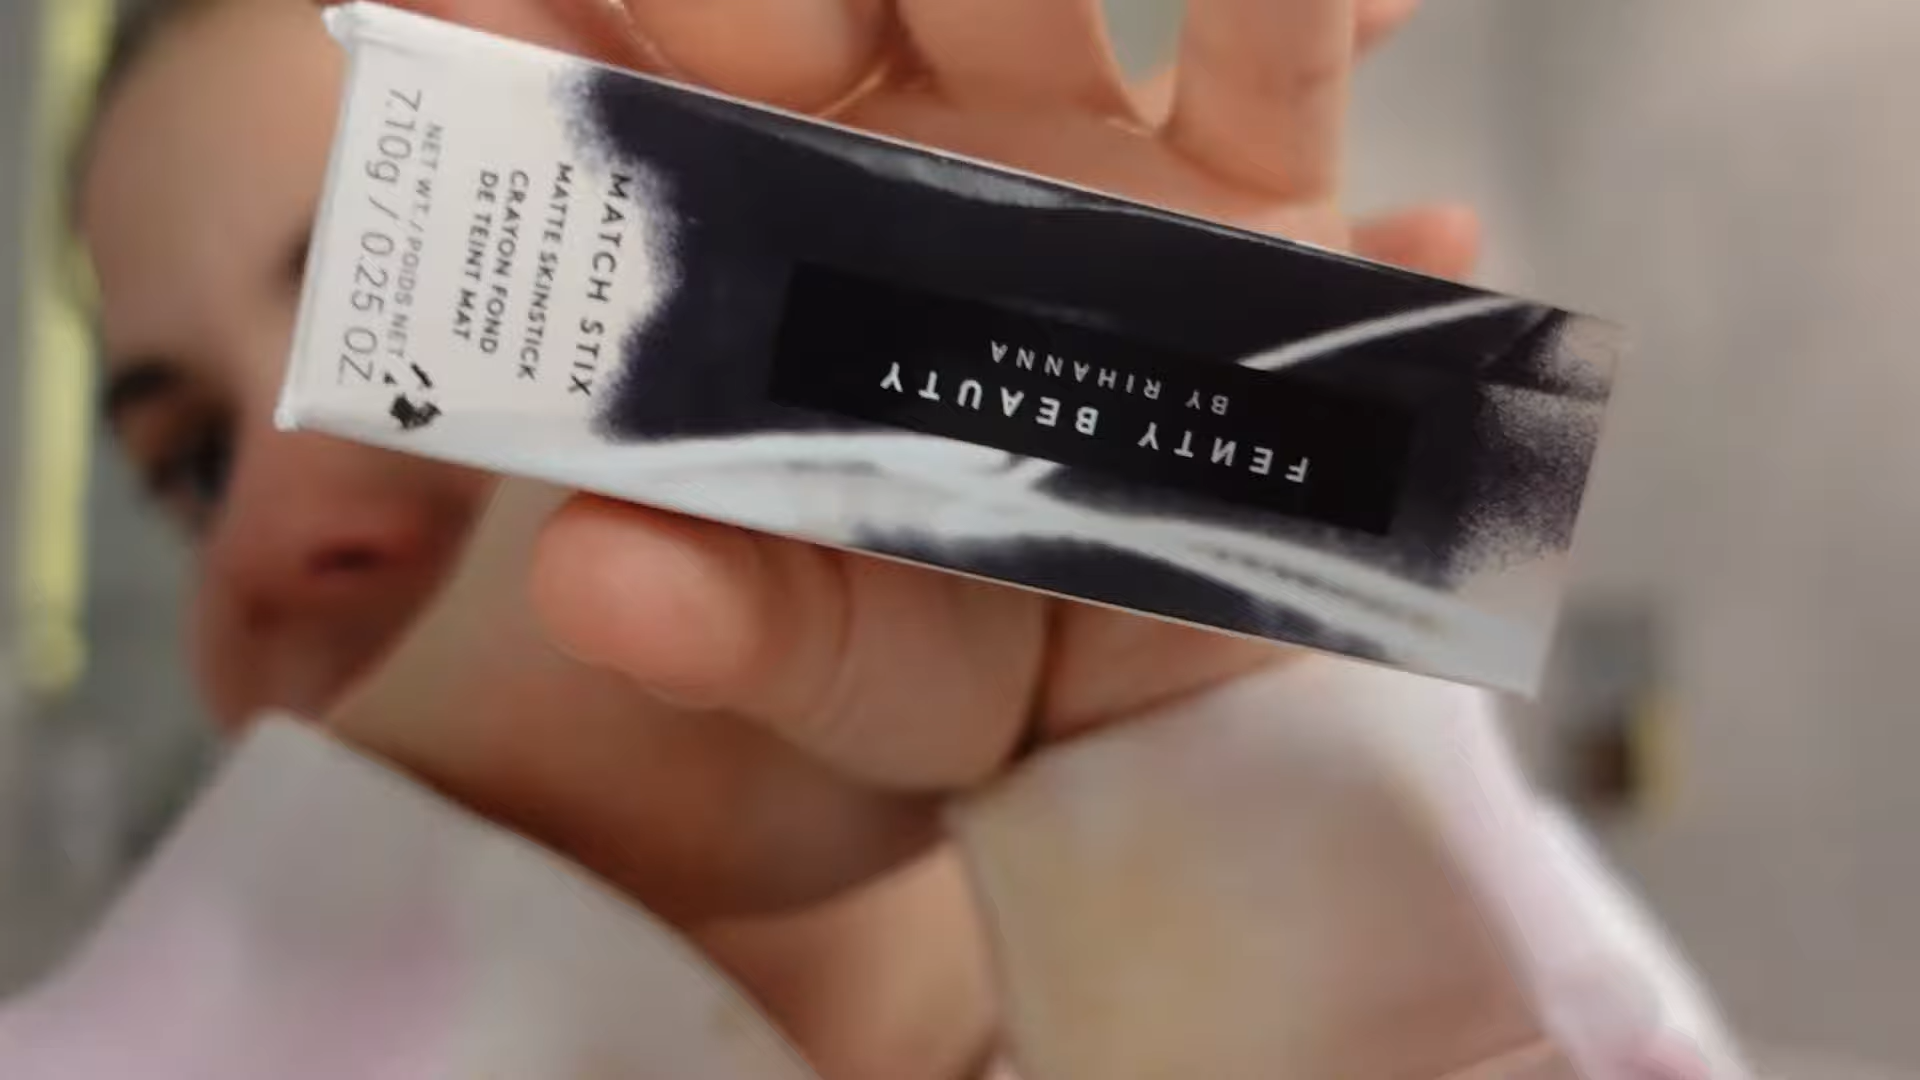 FENTY BEAUTY
BY RIHANNA
MATCH STIX
MATTE SKINSTICK
CRAYON FOND
DE TEINT MAT
NET WT. / POIDS NET
7.10g / 0.25 OZ.